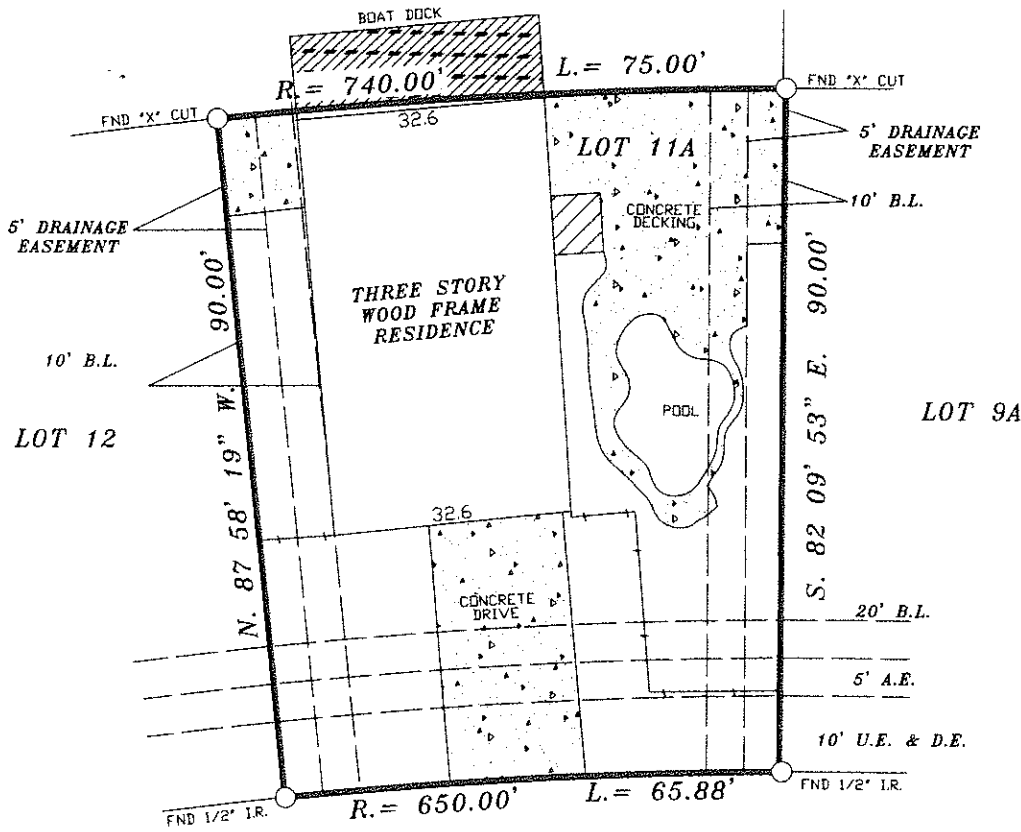 BOAT DOCK
R. = 740.00'
L. = 75.00'
FND "X" CUT
FND "X" CUT
32.6
5' DRAINAGE
EASEMENT
LOT 11A
10' B.L.
CONCRETE
DECKING
5' DRAINAGE
EASEMENT
THREE STORY
WOOD FRAME
RESIDENCE
10' B.L.
LOT 12
N. 87 58' 19" W. 90.00'
POOL
S. 82 09' 53" E. 90.00'
LOT 9A
32.6
CONCRETE
DRIVE
20' B.L.
5' A.E.
10' U.E. & D.E.
FND 1/2" I.R.
R. = 650.00'
L. = 65.88'
FND 1/2" I.R.